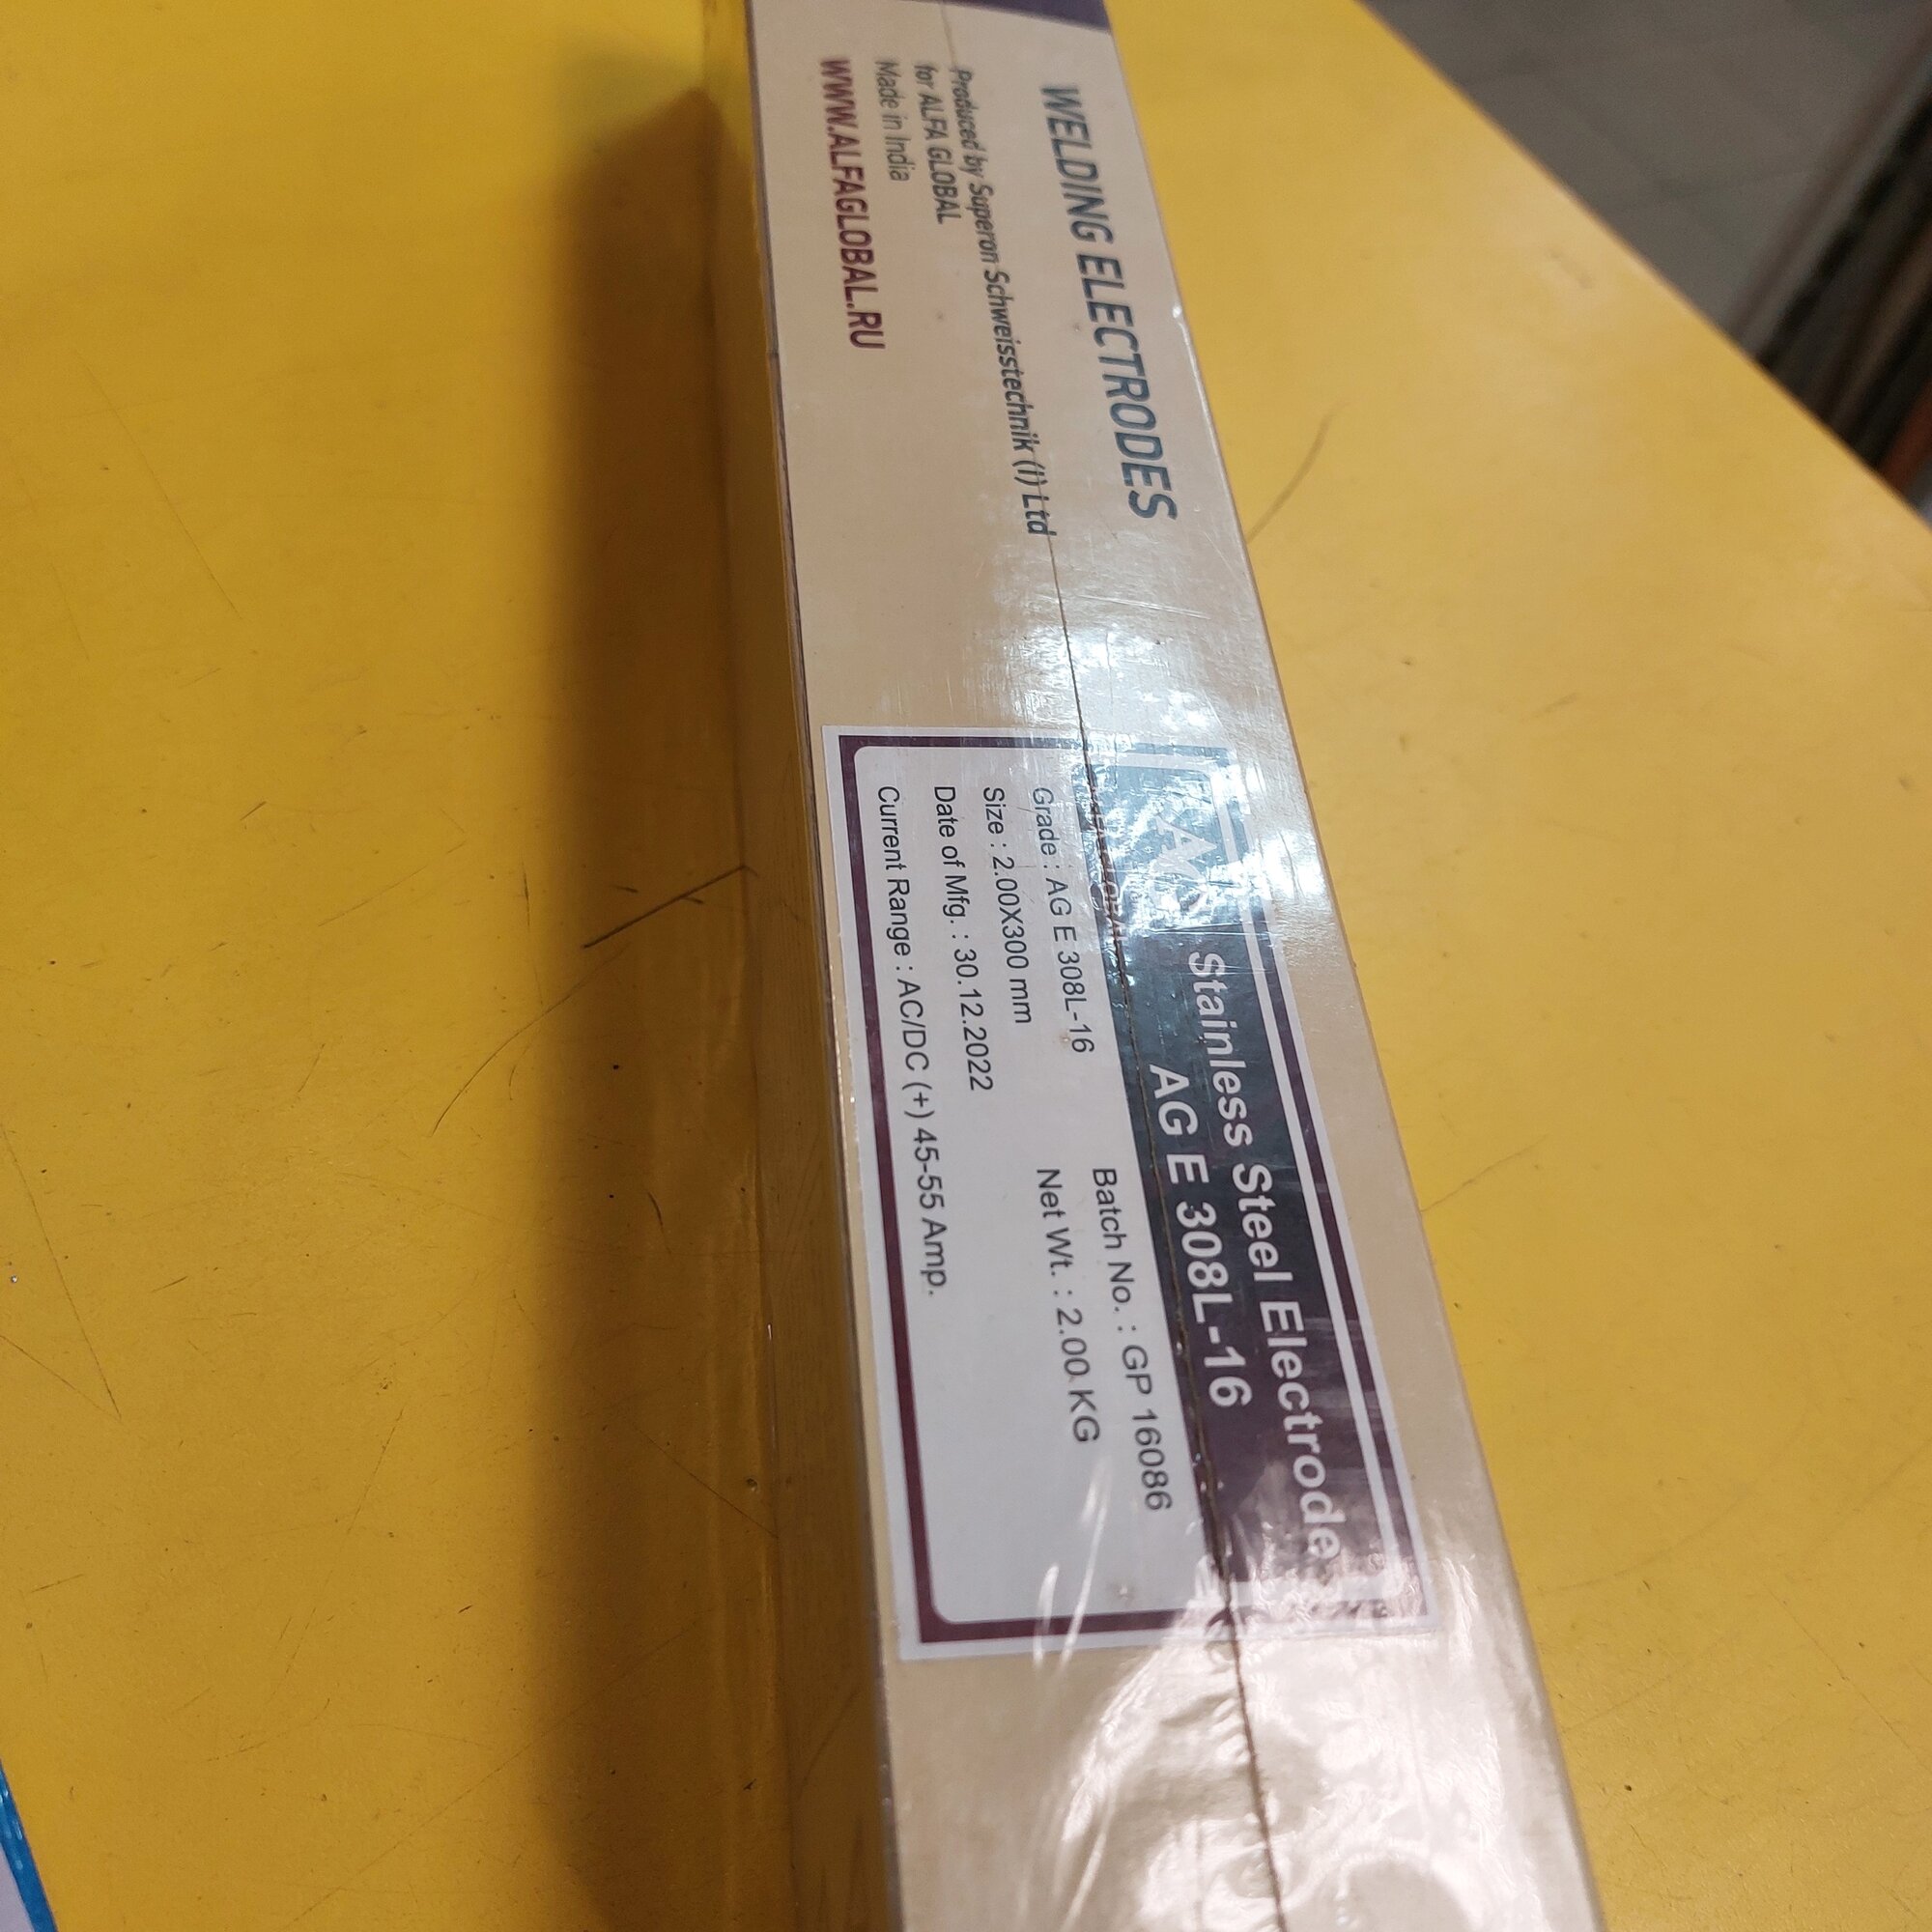 WELDING ELECTRODES
Produced by Superon Schweisstechnik (I) Ltd
for ALFA GLOBAL
Made in India
WWW.ALFAGLOBAL.RU
AG
Stainless Steel Electrode
AG E 308L-16
Grade : AG E 308L-16
Batch No. : GP 16086
Size : 2.00X300 mm
Net Wt. : 2.00 KG
Date of Mfg. : 30.12.2022
Current Range : AC/DC (+) 45-55 Amp.